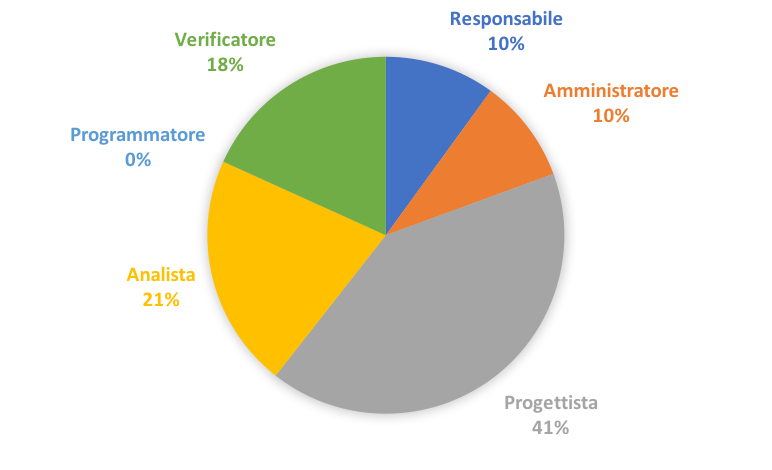 Responsabile
10%
Amministratore
10%
Progettista
41%
Analista
21%
Programmatore
0%
Verificatore
18%